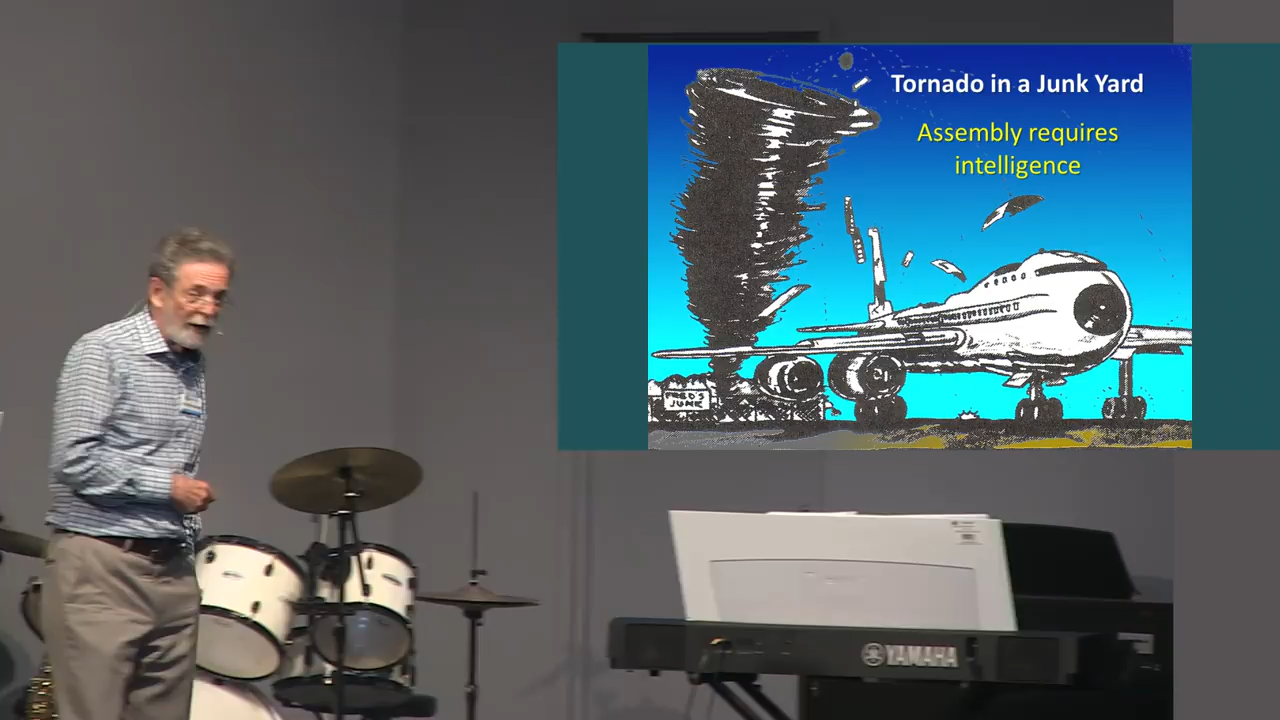 Tornado in a Junk Yard
Assembly requires
intelligence
FRED'S
JUNK
YAMAHA